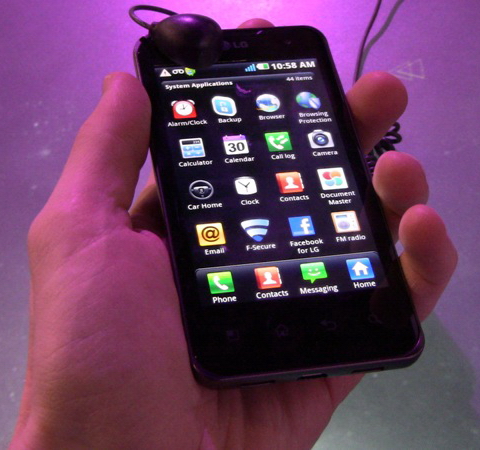 LG
10:58 AM
System Applications 44 items
Alarm/Clock Backup Browser Browsing
Protection
Calculator Calendar Call log Camera
30
Car Home Clock Contacts Document
Master
Email F-Secure Facebook FM radio
for LG
Phone Contacts Messaging Home